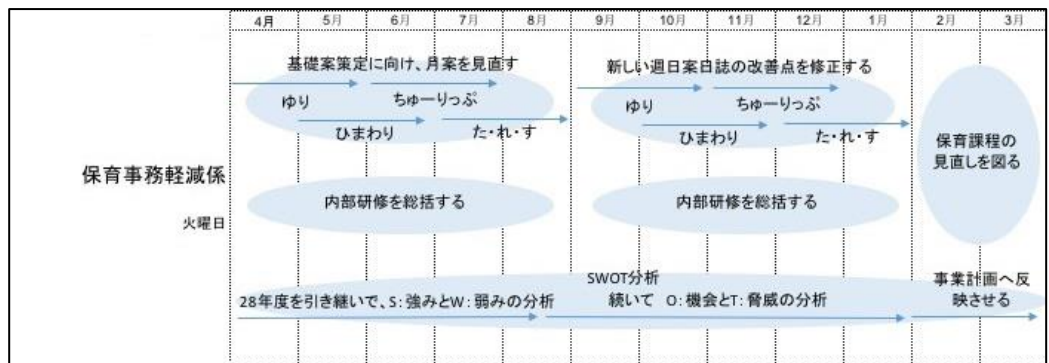 4月 5月 6月 7月 8月 9月 10月 11月 12月 1月 2月 3月
基礎案策定に向け、月案を見直す
ゆり ちゅーりっぷ
ひまわり た・れ・す
新しい週日案日誌の改善点を修正する
ゆり ちゅーりっぷ
ひまわり た・れ・す
保育課程の
見直しを図る
保育事務軽減係
火曜日
内部研修を総括する 内部研修を総括する
SWOT分析
28年度を引き継いで、S:強みとW:弱みの分析 続いて O:機会とT:脅威の分析
事業計画へ反
映させる